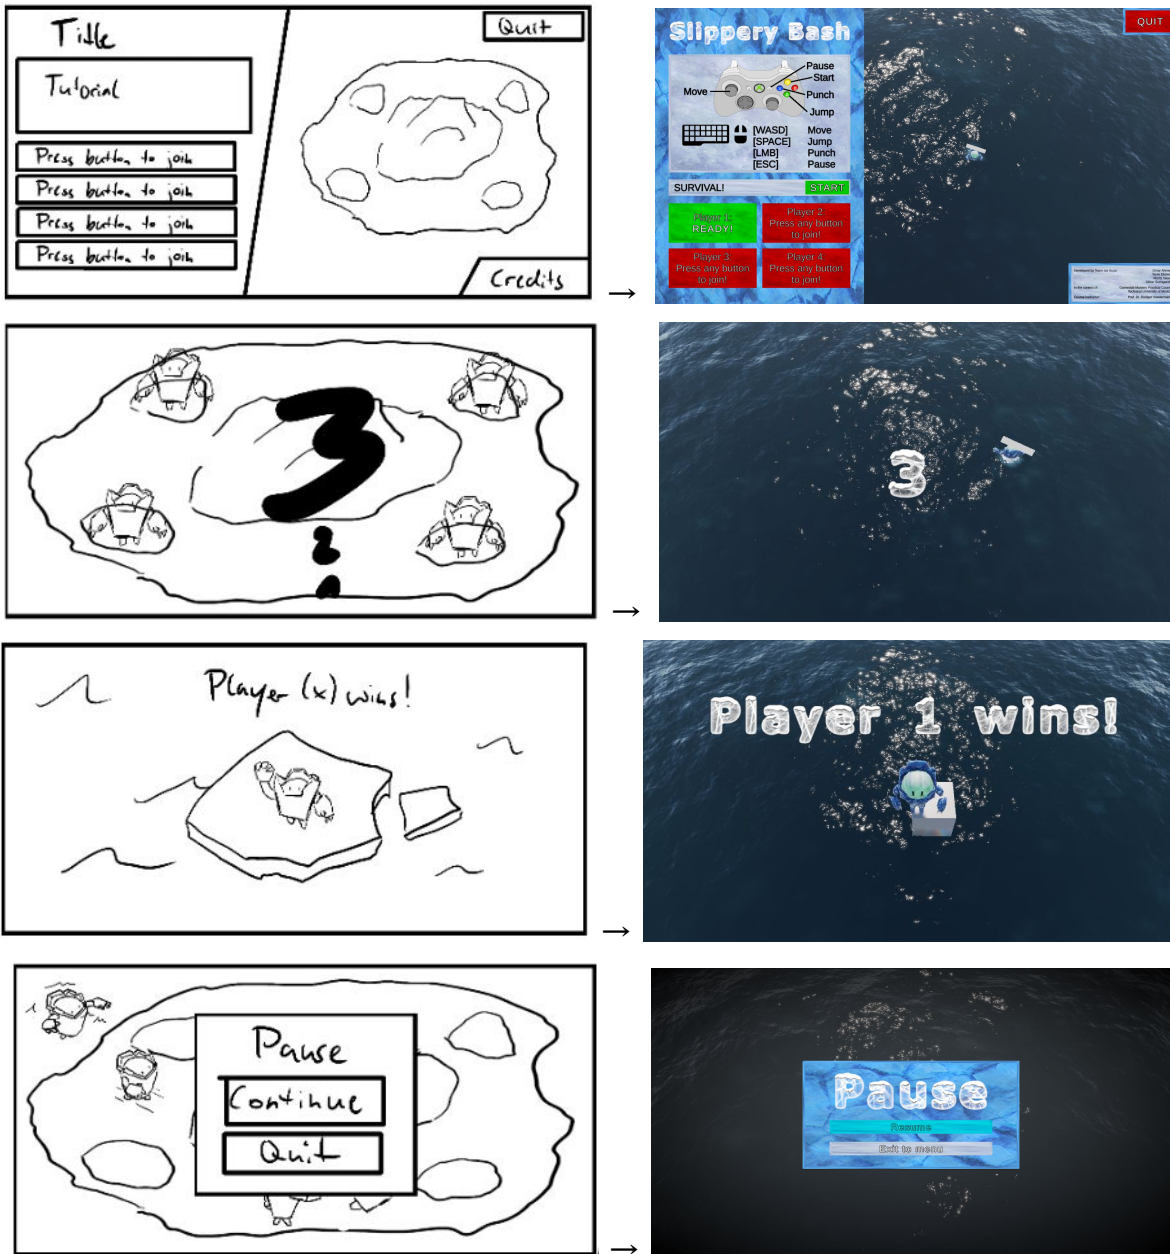 Title
Quit
Tutorial
Press button to join
Press button to join
Press button to join
Press button to join
Credits
→
Slippery Bash
QUIT
Pause
Start
Move
Punch
Jump
[WASD] Move
[SPACE] Jump
[LMB] Punch
[ESC] Pause
SURVIVAL! START
Player 1:
READY!
Player 2:
Press any button
to join!
Player 3:
Press any button
to join!
Player 4:
Press any button
to join!
3
2
1
→
3
Player (x) wins!
→
Player 1 wins!
Pause
Continue
Quit
→
Pause
Resume
Exit to menu